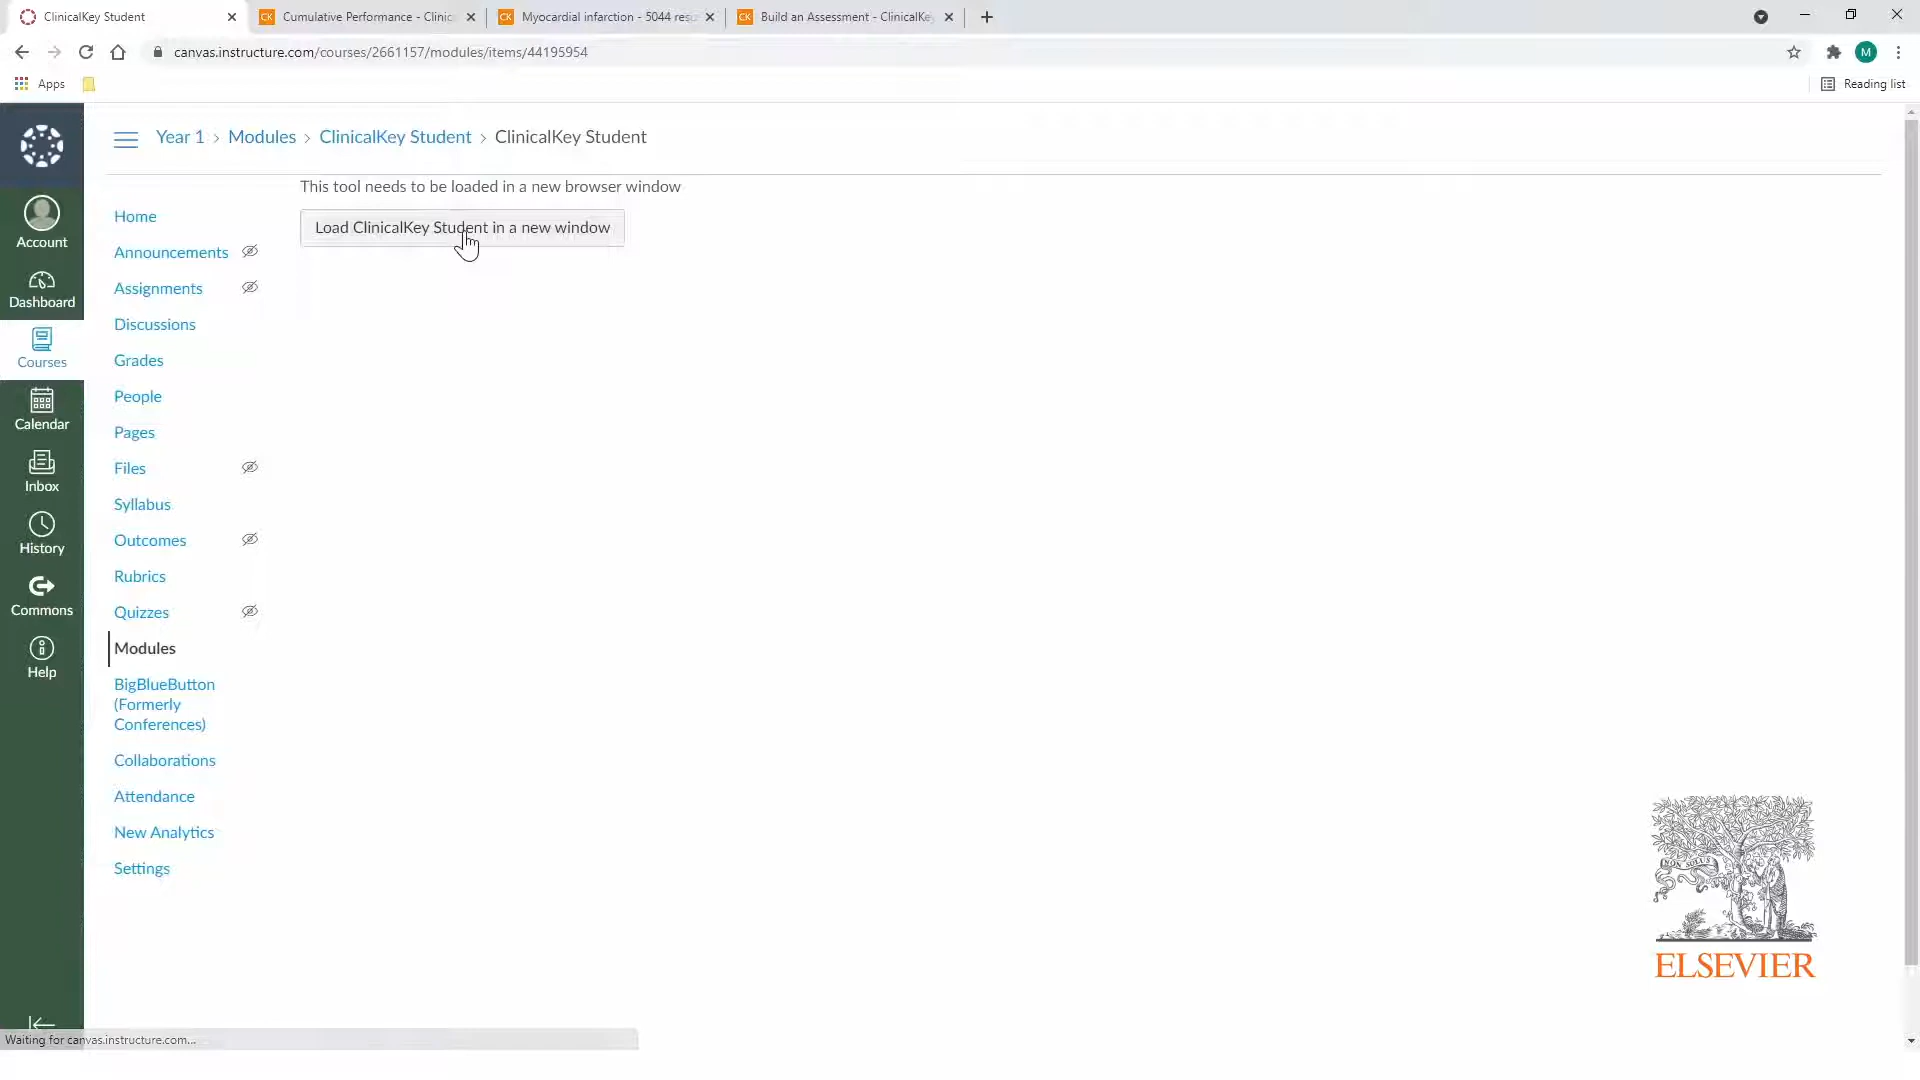 ClinicalKey Student
Cumulative Performance - Clinic
Myocardial infarction - 5044 resu
Build an Assessment - ClinicalKey
canvas.instructure.com/courses/2661157/modules/items/44195954
M
Apps
Reading list
Year 1 > Modules > ClinicalKey Student > ClinicalKey Student
This tool needs to be loaded in a new browser window
Load ClinicalKey Student in a new window
Account
Dashboard
Courses
Calendar
Inbox
History
Commons
Help
Home
Announcements
Assignments
Discussions
Grades
People
Pages
Files
Syllabus
Outcomes
Rubrics
Quizzes
Modules
BigBlueButton
(Formerly
Conferences)
Collaborations
Attendance
New Analytics
Settings
NON SOLUS
ELSEVIER
Waiting for canvas.instructure.com...